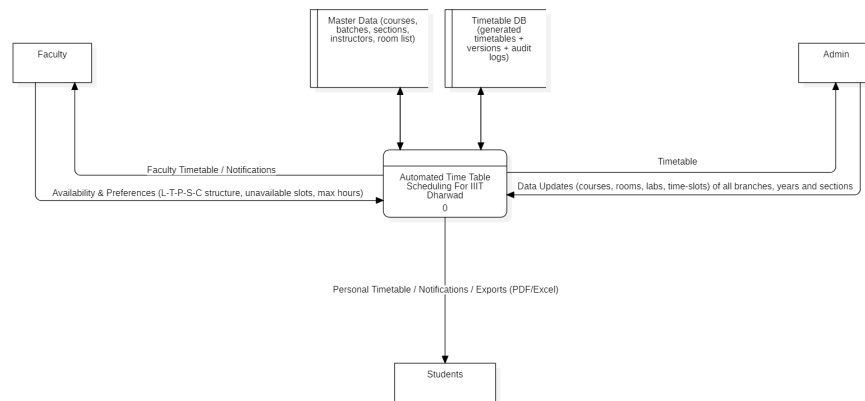 Master Data (courses,
batches, sections,
instructors, room list)
Timetable DB
(generated
timetables +
versions + audit
logs)
Faculty
Admin
Faculty Timetable / Notifications
Timetable
Availability & Preferences (L-T-P-S-C structure, unavailable slots, max hours)
Automated Time Table
Scheduling For IIIT
Dharwad
0
Data Updates (courses, rooms, labs, time-slots) of all branches, years and sections
Personal Timetable / Notifications / Exports (PDF/Excel)
Students